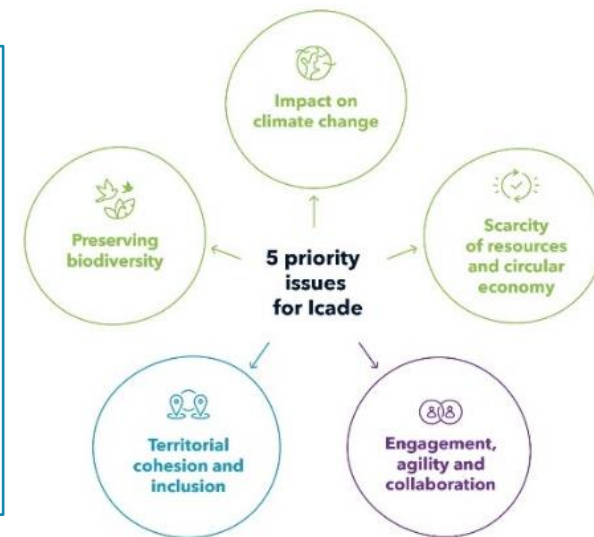 Impact on
climate change
Preserving
biodiversity
Scarcity
of resources
and circular
economy
5 priority
issues
for Icade
Territorial
cohesion and
inclusion
Engagement,
agility and
collaboration